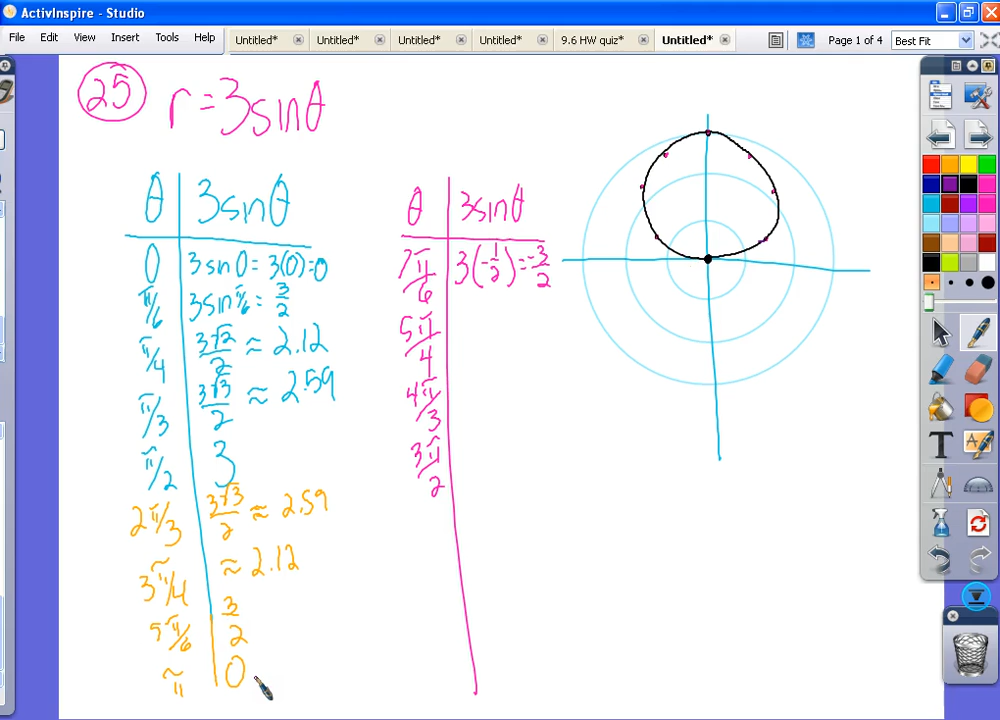 ActivInspire - Studio
File Edit View Insert Tools Help
Untitled* Untitled* Untitled* Untitled* 9.6 HW quiz* Untitled*
Page 1 of 4 Best Fit
25 r=3sinθ
θ 3sinθ
0 3sin0=3(0)=0
π/6 3sinπ/6=3/2
π/4 3√2/2≈2.12
π/3 3√3/2≈2.59
π/2 3
2π/3 3√3/2≈2.59
3π/4 ≈2.12
5π/6 3/2
π 0
θ 3sinθ
7π/6 3(-1/2)=-3/2
5π/4
4π/3
3π/2